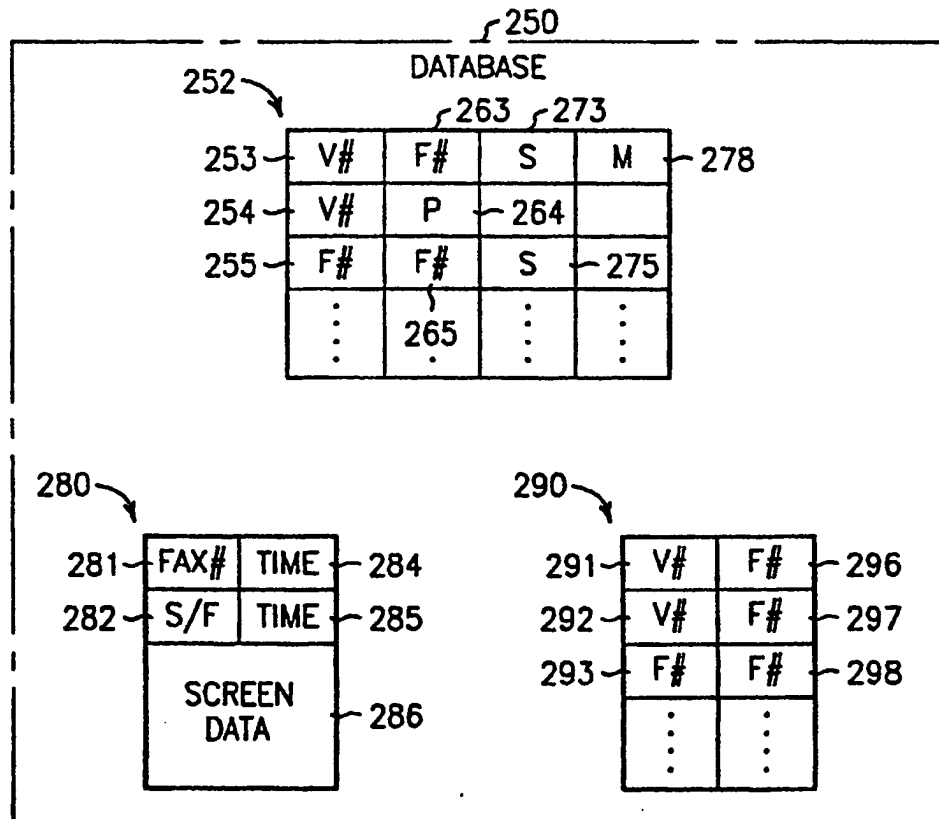 250
DATABASE
252
263 273
253 V# F# S M 278
254 V# P 264
255 F# F# S 275
265
280
281 FAX# TIME 284
282 S/F TIME 285
SCREEN
DATA
286
290
291 V# F# 296
292 V# F# 297
293 F# F# 298